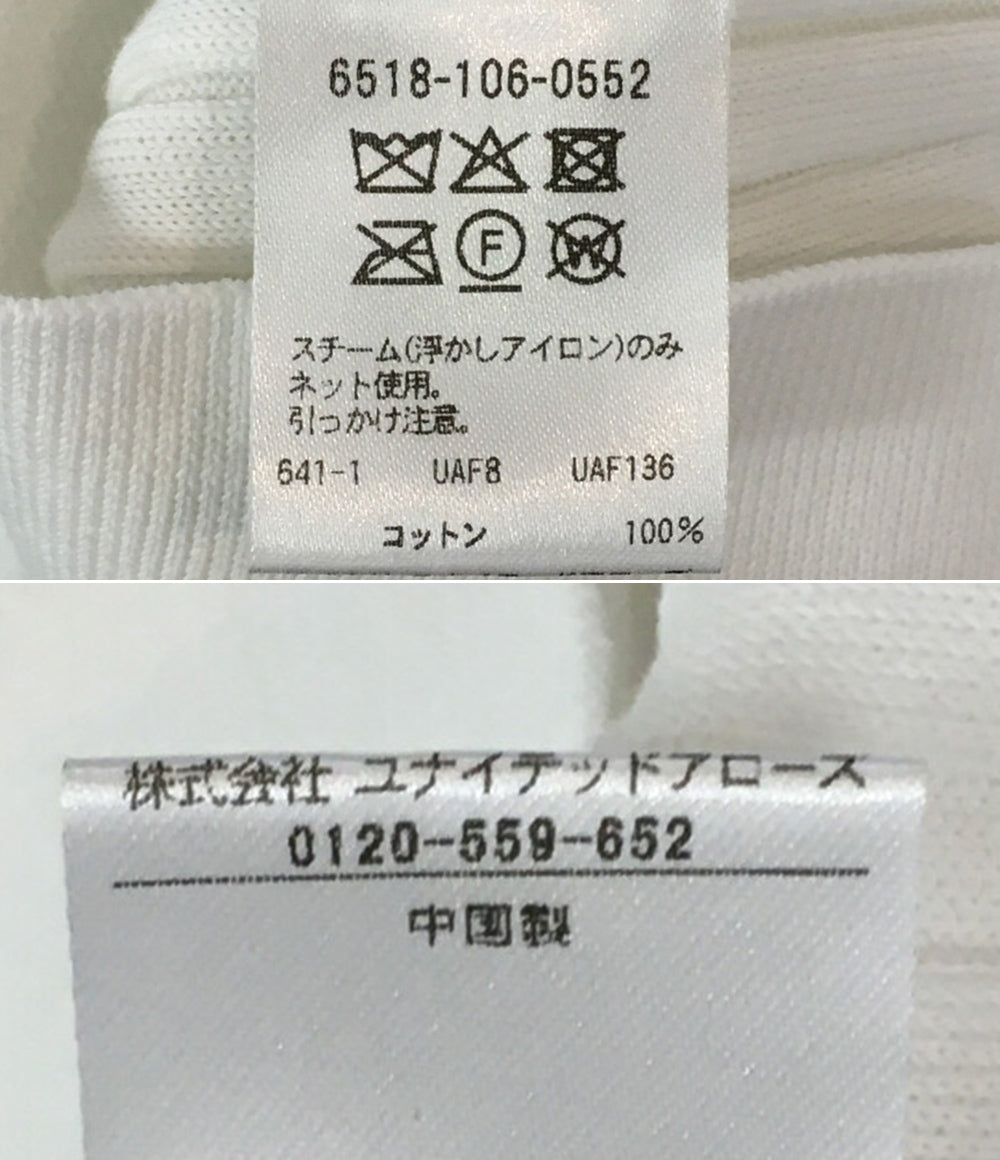 6518-106-0552
F
W
スチーム(浮かしアイロン)のみ
ネット使用。
引っかけ注意。
641-1 UAF8 UAF136
コットン 100%
株式会社 ユナイテッドアローズ
0120-559-652
中国製